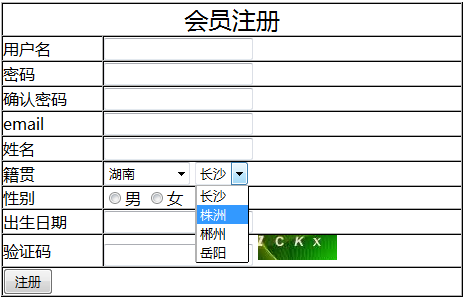 会员注册
用户名
密码
确认密码
email
姓名
籍贯 湖南 长沙
长沙
株洲
郴州
岳阳
性别 男 女
出生日期
验证码 Z C K X
注册